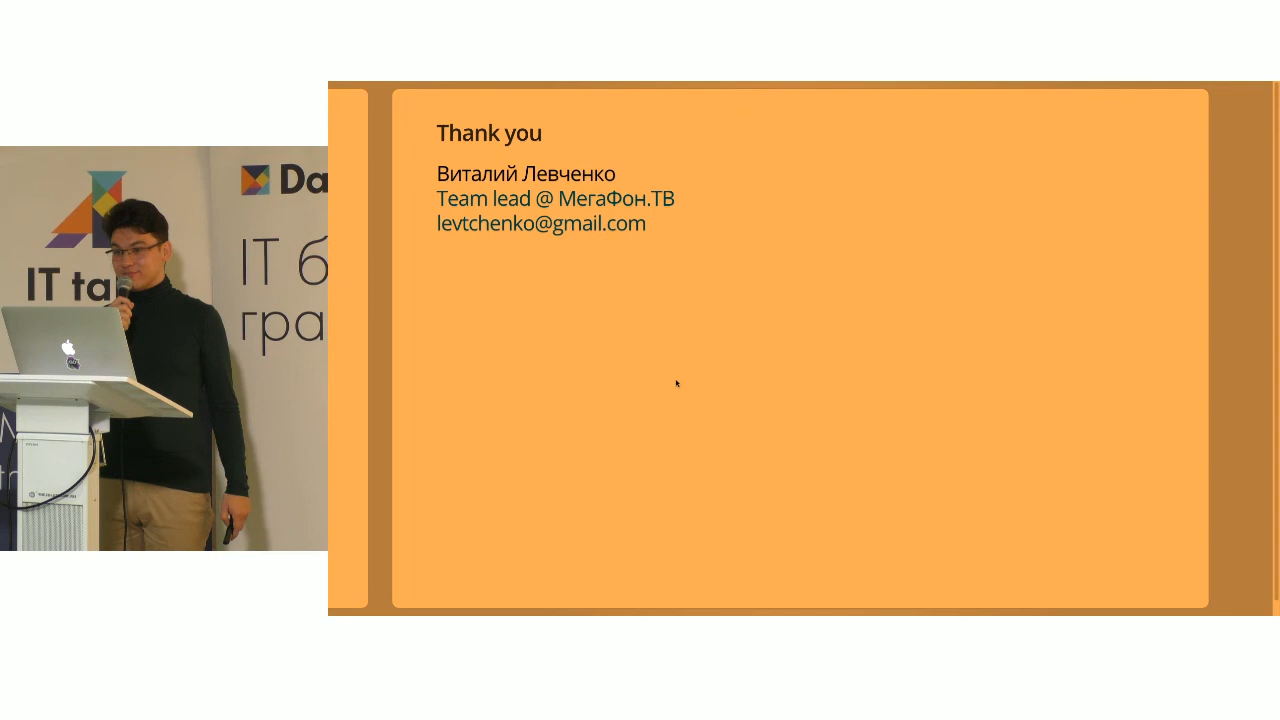 Thank you
Виталий Левченко
Team lead @ МегаФон.ТВ
levtchenko@gmail.com
IT ta
Da
IT б
гра